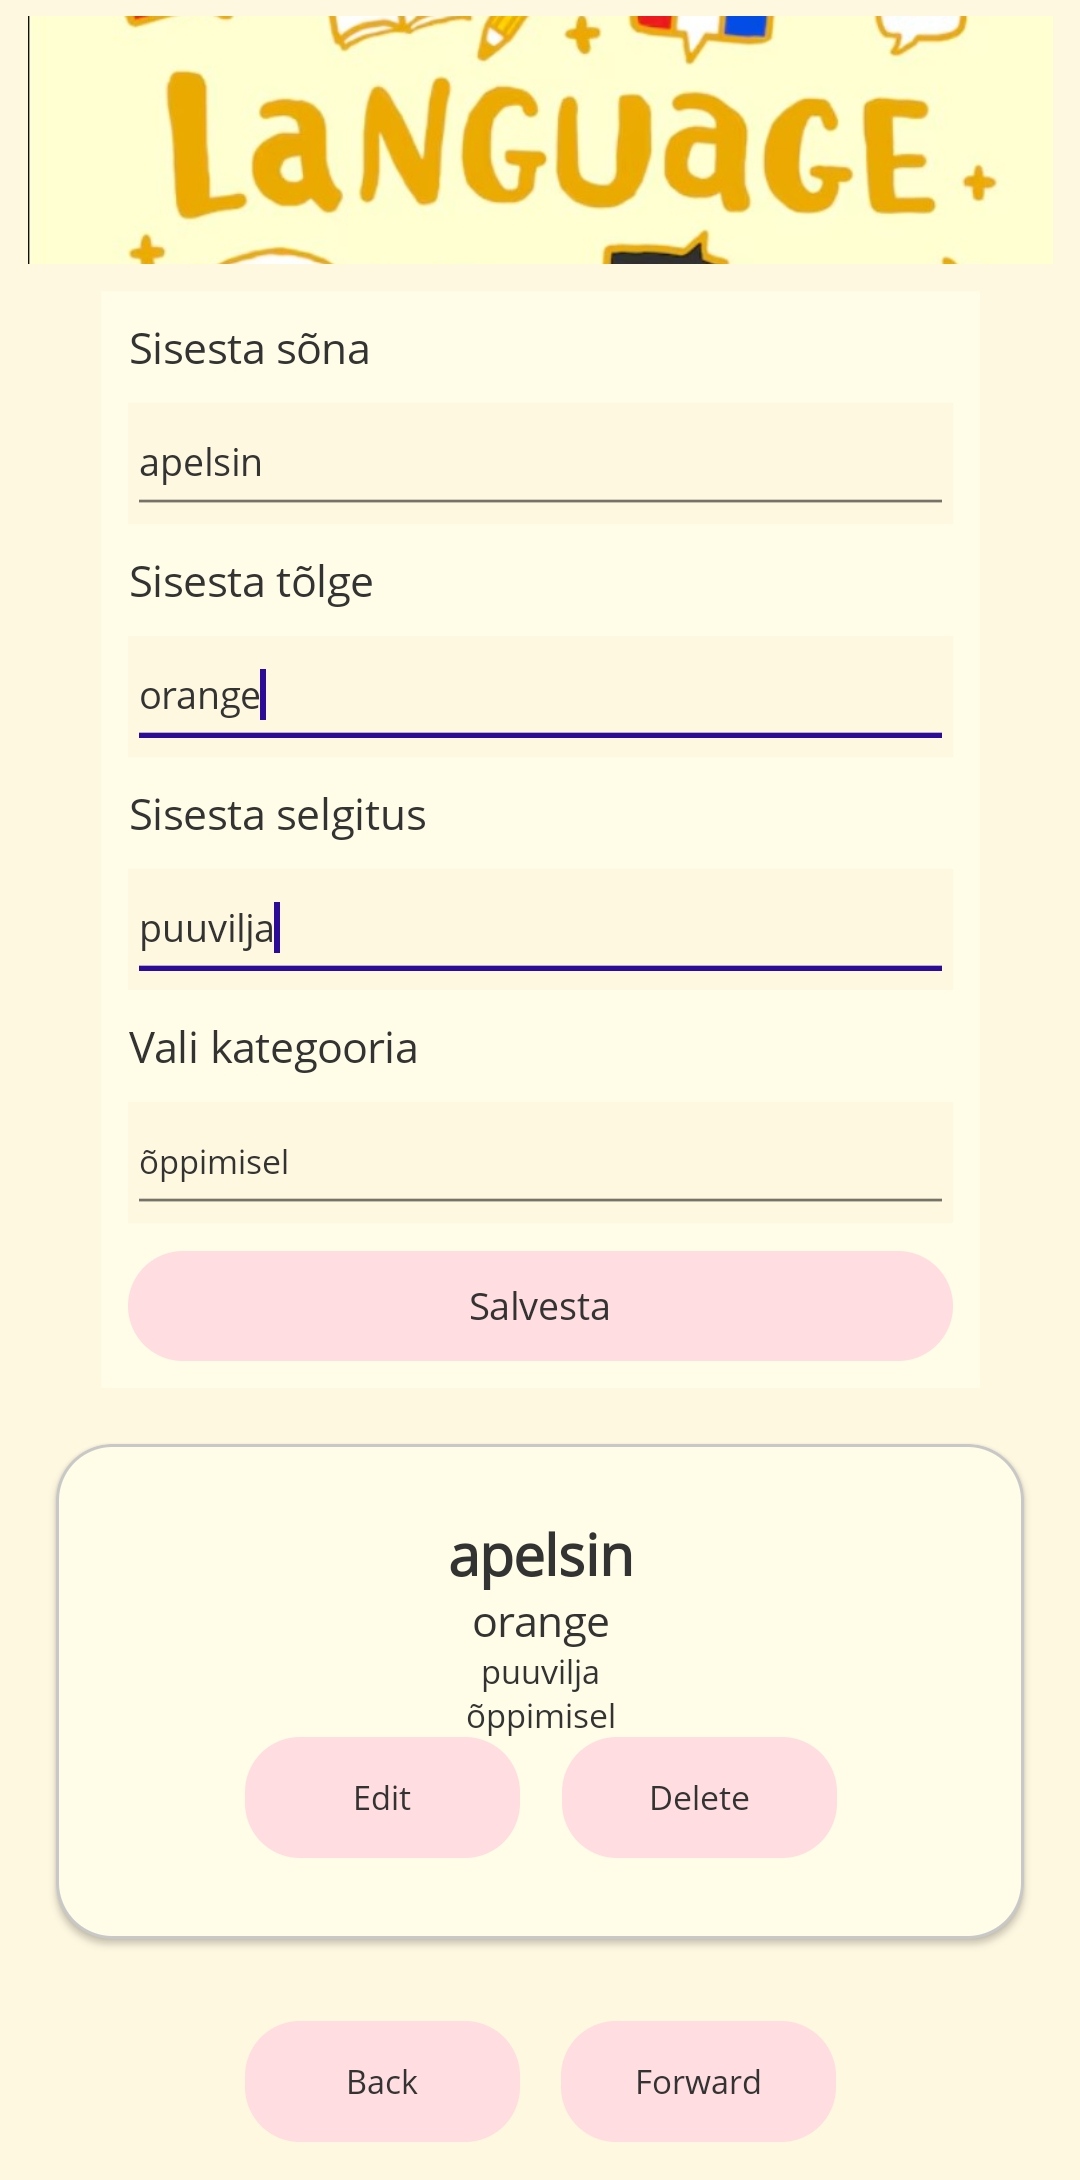 LaNGUaGE
Sisesta sõna
apelsin
Sisesta tõlge
orange
Sisesta selgitus
puuvilja
Vali kategooria
õppimisel
Salvesta
apelsin
orange
puuvilja
õppimisel
Edit Delete
Back Forward